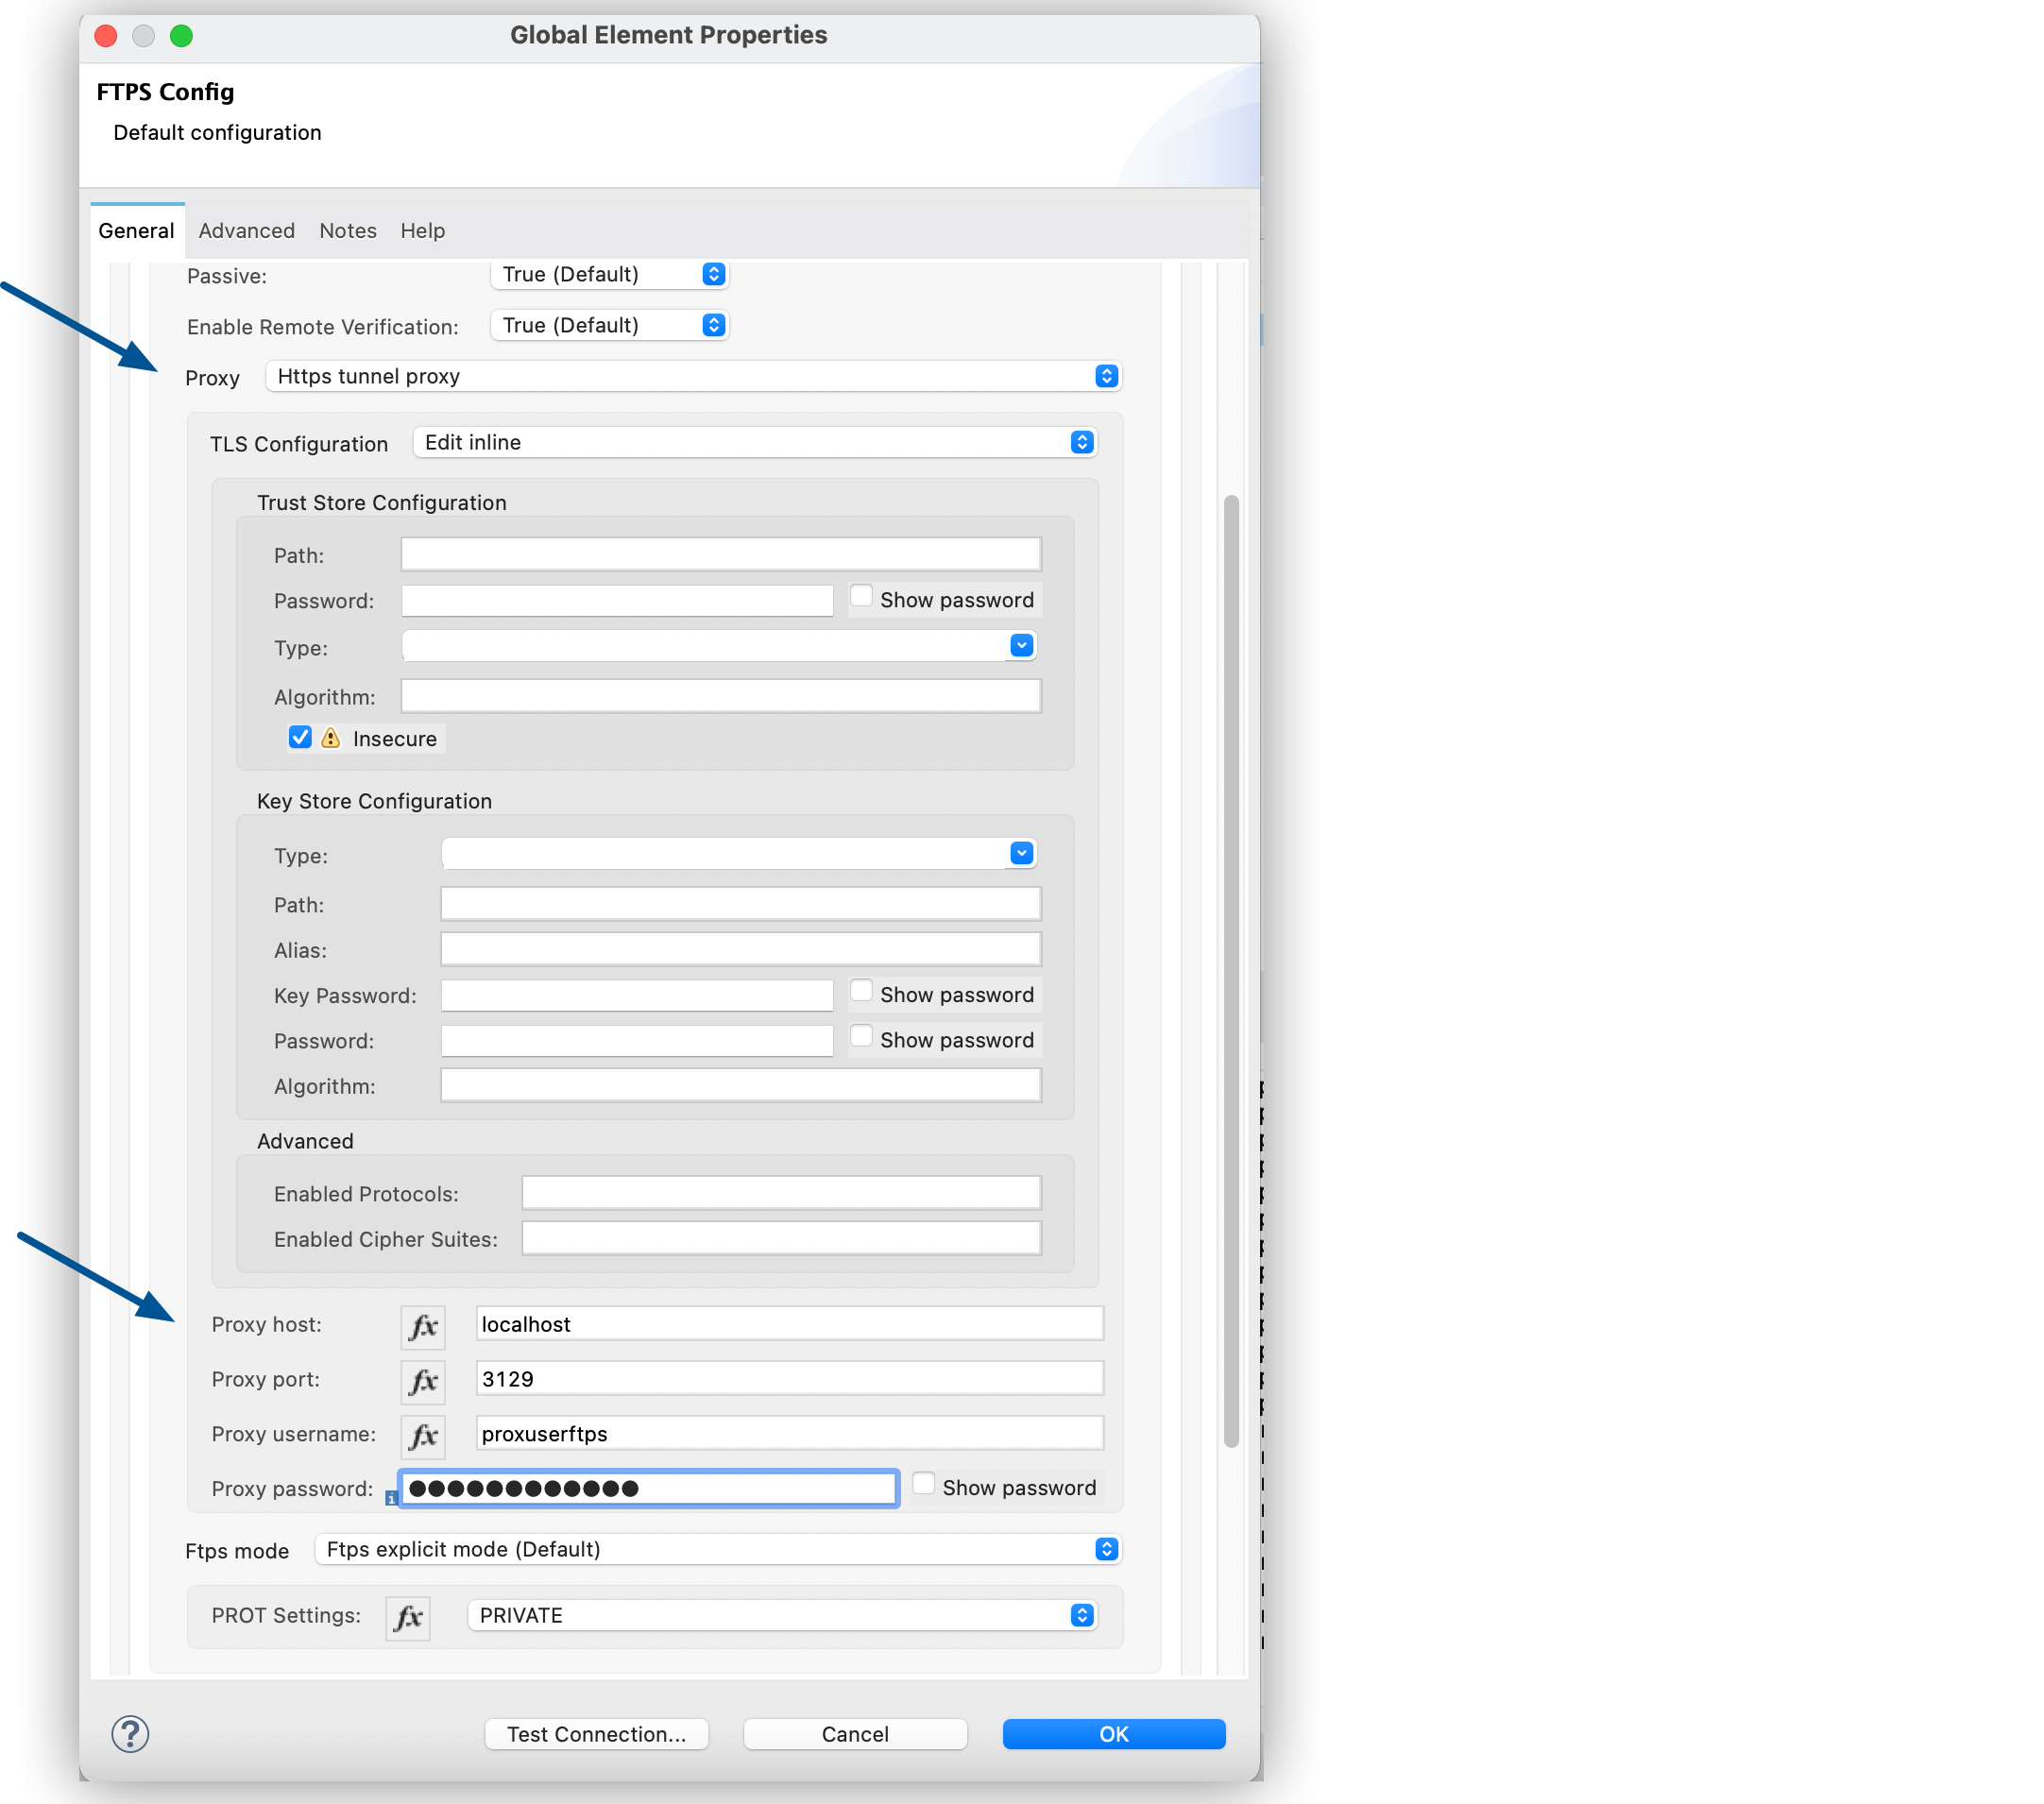 Global Element Properties
FTPS Config
Default configuration
General Advanced Notes Help
Passive: True (Default)
Enable Remote Verification: True (Default)
Proxy Https tunnel proxy
TLS Configuration Edit inline
Trust Store Configuration
Path:
Password: Show password
Type:
Algorithm:
Insecure
Key Store Configuration
Type:
Path:
Alias:
Key Password: Show password
Password: Show password
Algorithm:
Advanced
Enabled Protocols:
Enabled Cipher Suites:
Proxy host: fx localhost
Proxy port: fx 3129
Proxy username: fx proxuserftps
Proxy password: ●●●●●●●●●●●● Show password
Ftps mode Ftps explicit mode (Default)
PROT Settings: fx PRIVATE
? Test Connection... Cancel OK